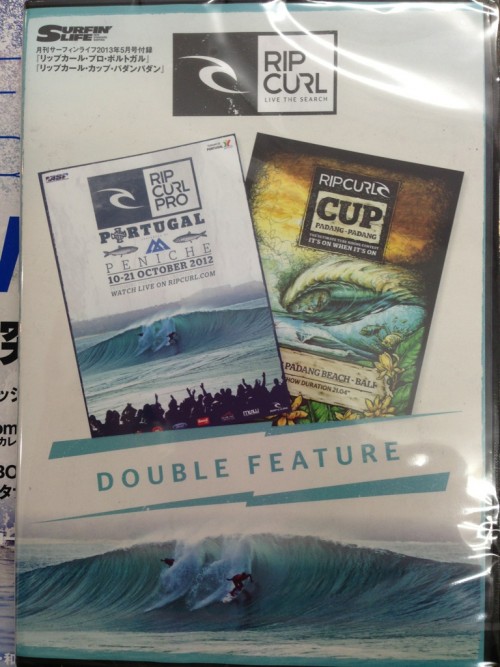 SURFIN'
LIFE
月刊サーフィンライフ2013年5月号付録
「リップカール・プロ・ポルトガル」
「リップカール・カップ・パダンパダン」
RIP
CURL
LIVE THE SEARCH
RIP
CURL
PRO
PORTUGAL
PENICHE
10-21 OCTOBER 2012
WATCH LIVE ON RIPCURL.COM
RIP CURL
CUP
PADANG-PADANG
IT'S ON WHEN IT'S ON
PADANG BEACH - BALI
DOUBLE FEATURE